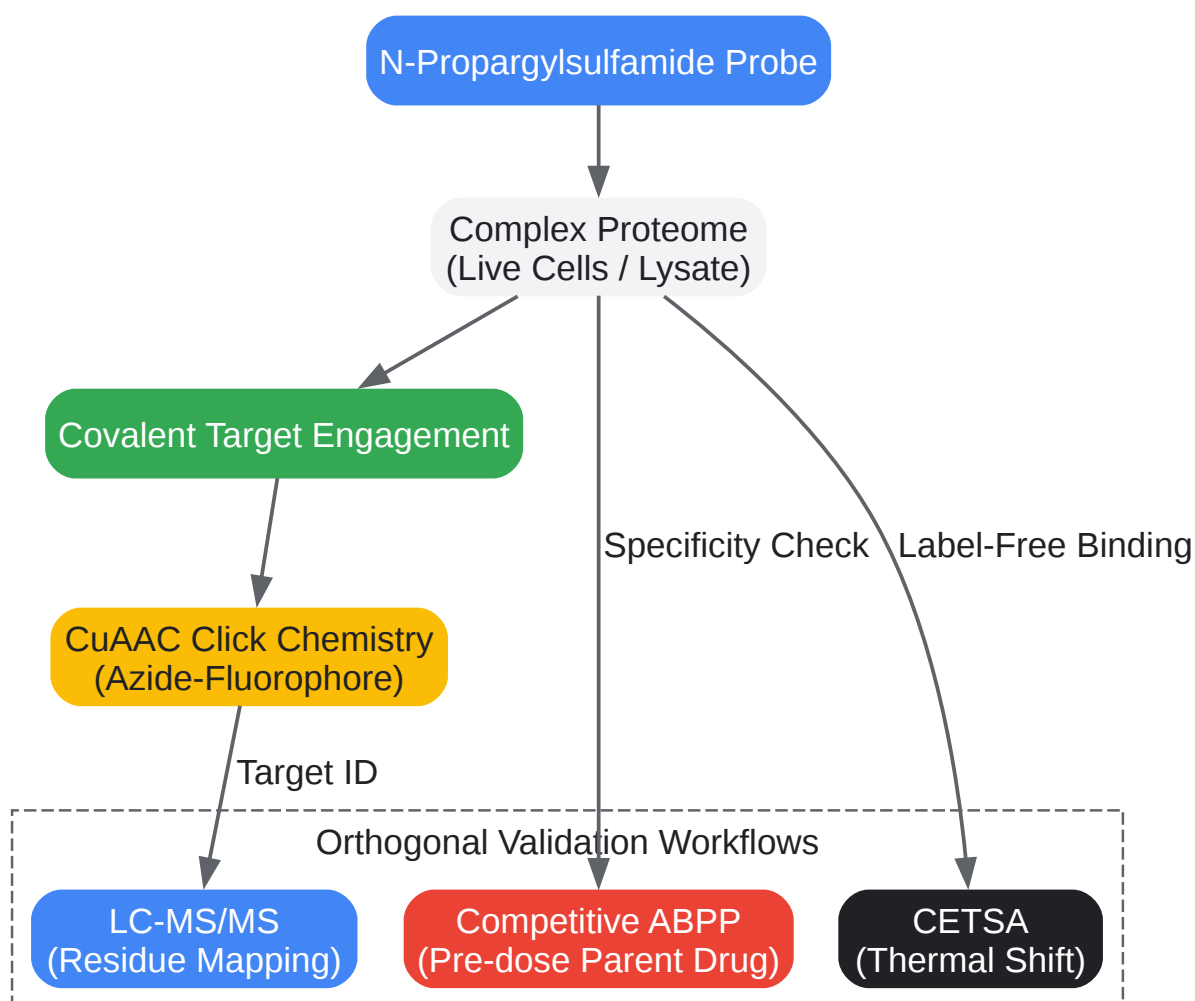 N-Propargylsulfamide Probe
Complex Proteome
(Live Cells / Lysate)
Covalent Target Engagement
Specificity Check
Label-Free Binding
CuAAC Click Chemistry
(Azide-Fluorophore)
Target ID
Orthogonal Validation Workflows
LC-MS/MS
(Residue Mapping)
Competitive ABPP
(Pre-dose Parent Drug)
CETSA
(Thermal Shift)